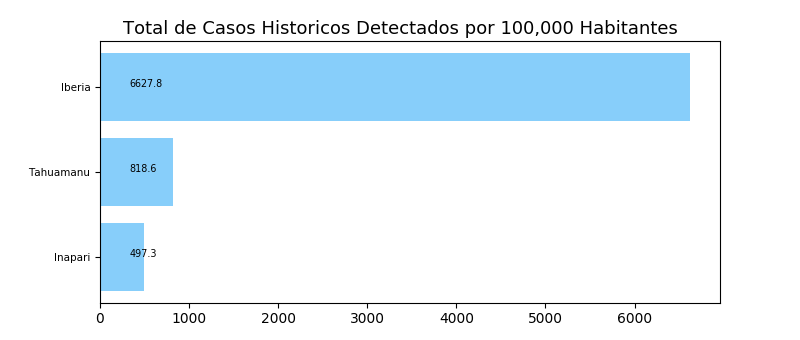 Total de Casos Historicos Detectados por 100,000 Habitantes
Iberia
6627.8
Tahuamanu
818.6
Inapari
497.3
0 1000 2000 3000 4000 5000 6000